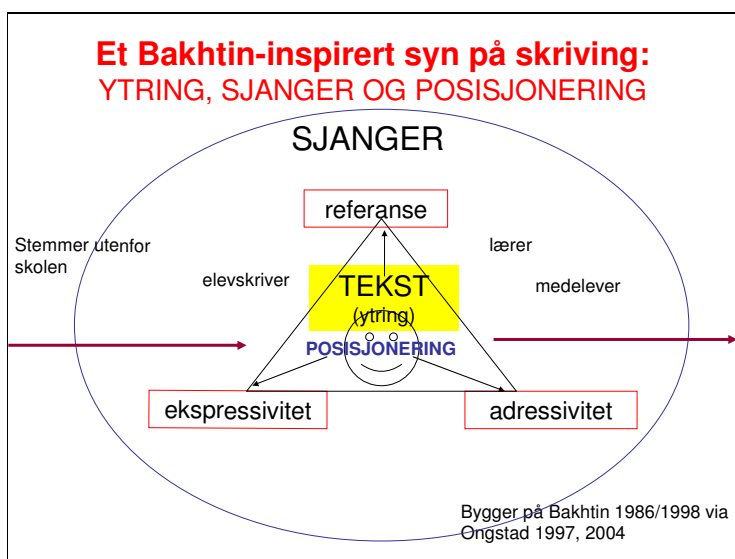 Et Bakhtin-inspirert syn på skriving:
YTRING, SJANGER OG POSISJONERING
SJANGER
referanse
Stemmer utenfor
skolen
lærer
elevskriver
medelever
TEKST
(ytring)
POSISJONERING
ekspressivitet
adressivitet
Bygger på Bakhtin 1986/1998 via
Ongstad 1997, 2004